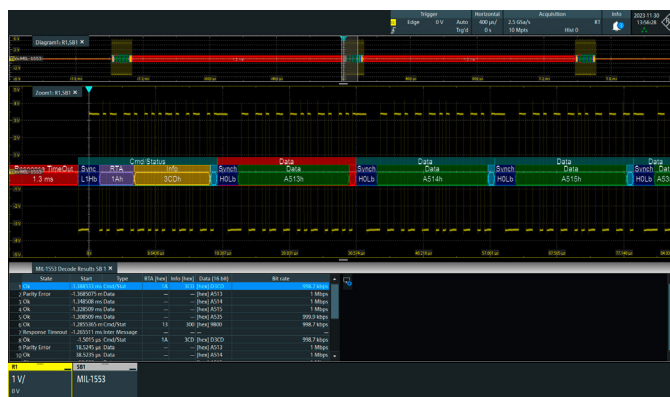 Trigger Horizontal Acquisition Info 2023-11-30
Edge 0 V Auto 400 µs/ 2.5 GSa/s RT 13:56:28
Trg'd 0 s 10 Mpts Hist 0
Diagram1: R1,SB1 ×
Zoom1: R1,SB1 ×
Cmd/Status Data Data Data Data
Response TimeOut Sync RTA Info Synch Data Synch Data Synch Data Synch
1.3 ms L1Hb 1Ah 3CDh H0Lb A513h H0Lb A514h H0Lb A515h H0Lb
MIL-1553 Decode Results SB 1 ×
State Start Type RTA [hex] Info [hex] Data (16 bit) Bit rate
1 Ok Cmd/Stat 1A 3CD [hex] D3CD 998.7 kbps
2 Parity Error -1.3685075 m Data — — [hex] A513 1 Mbps
3 Ok -1.348508 ms Data — — [hex] A514 1 Mbps
4 Ok -1.328509 ms Data — — [hex] A515 1 Mbps
5 Ok -1.308509 ms Data — — [hex] A535 999.9 kbps
6 Ok -1.2855365 m Cmd/Stat 13 300 [hex] 9B00 998.7 kbps
7 Response Timeout -1.265511 ms Inter Message — — —
8 Ok -1.5015 µs Cmd/Stat 1A 3CD [hex] D3CD 998.7 kbps
9 Parity Error 18.5245 µs Data — — [hex] A513 1 Mbps
10 Ok 38.5235 µs Data — — [hex] A514 1 Mbps
R1 SB1
1 V/ MIL-1553
0 V